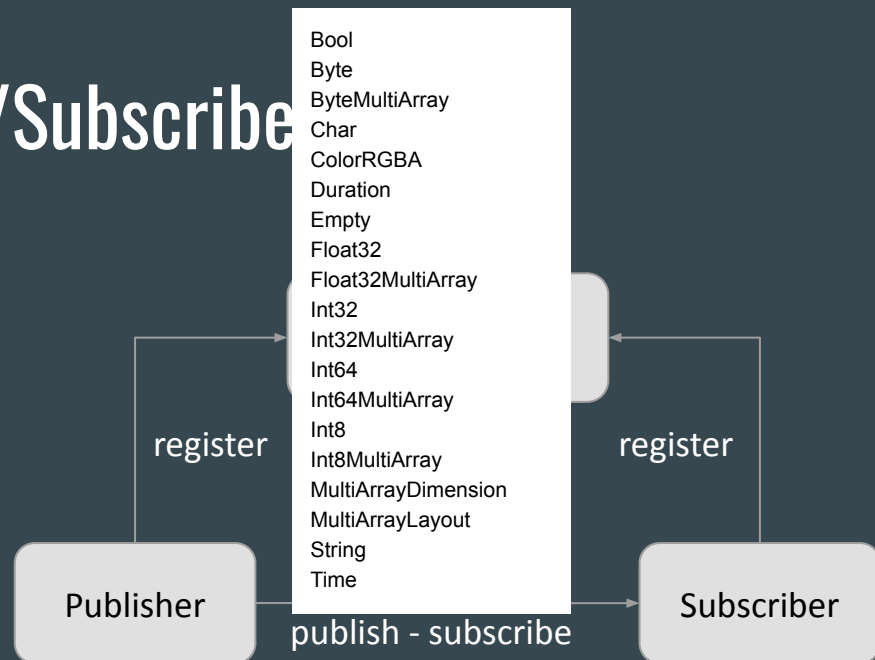 /Subscribe
Bool
Byte
ByteMultiArray
Char
ColorRGBA
Duration
Empty
Float32
Float32MultiArray
Int32
Int32MultiArray
Int64
Int64MultiArray
Int8
Int8MultiArray
MultiArrayDimension
MultiArrayLayout
String
Time
register
register
Publisher
Subscriber
publish - subscribe